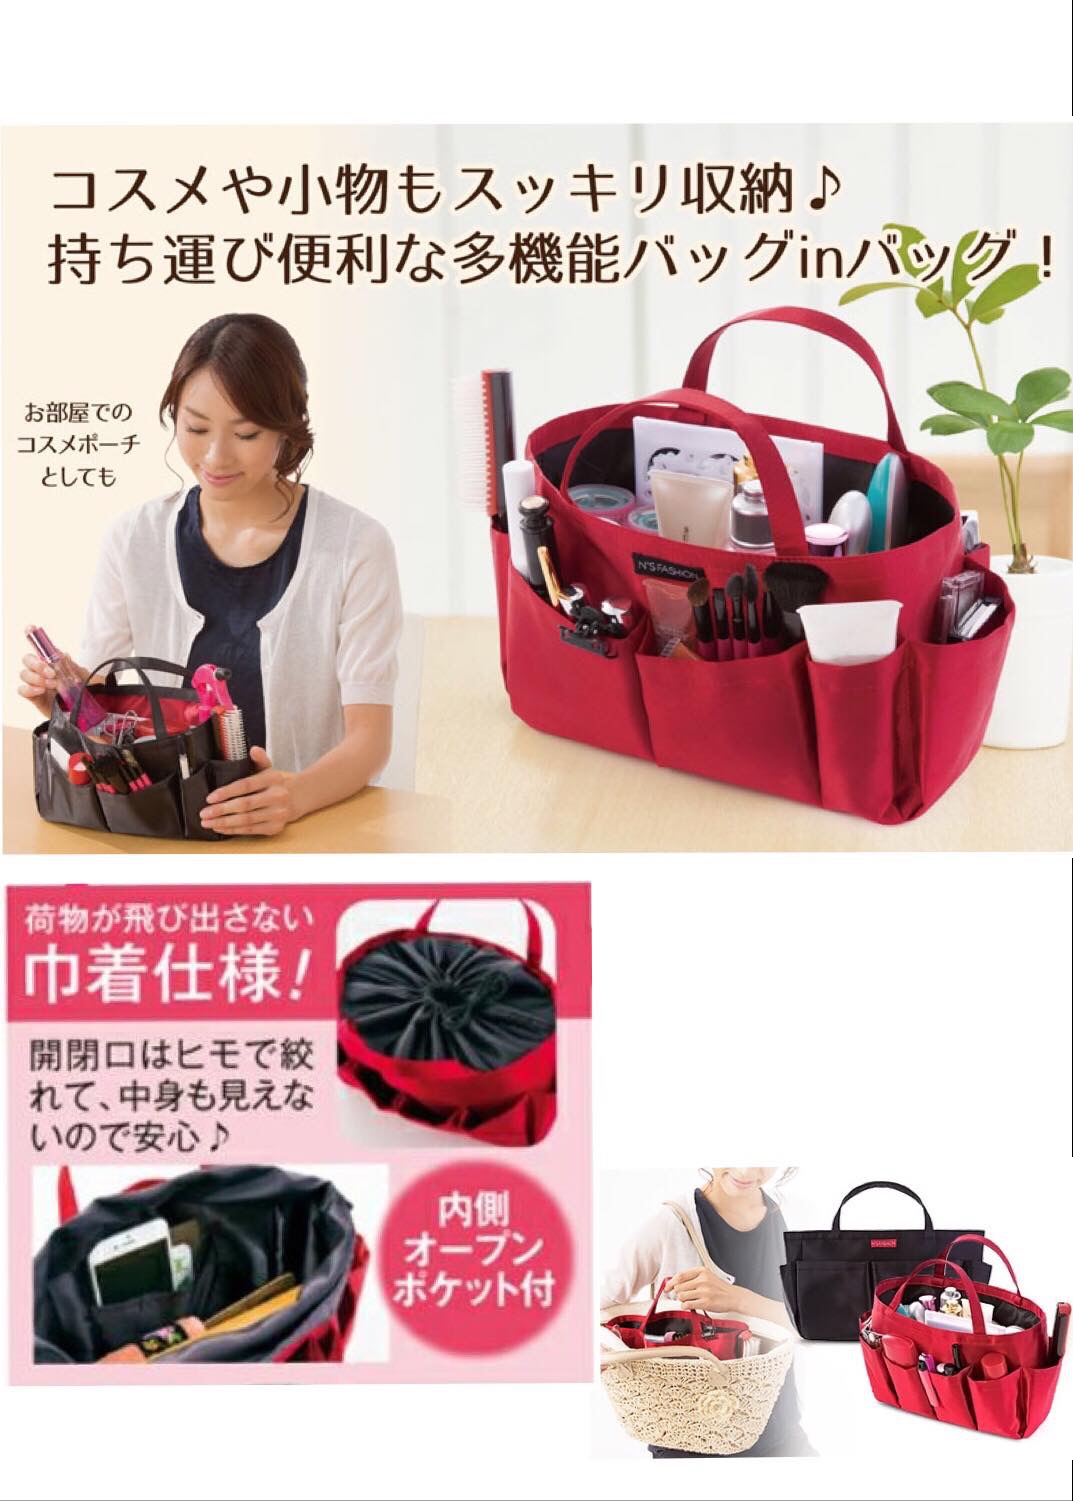 コスメや小物もスッキリ収納♪
持ち運び便利な多機能バッグinバッグ！
お部屋での
コスメポーチ
としても
N'S FASHION
荷物が飛び出さない
巾着仕様！
開閉口はヒモで絞
れて、中身も見えな
いので安心♪
内側
オープン
ポケット付